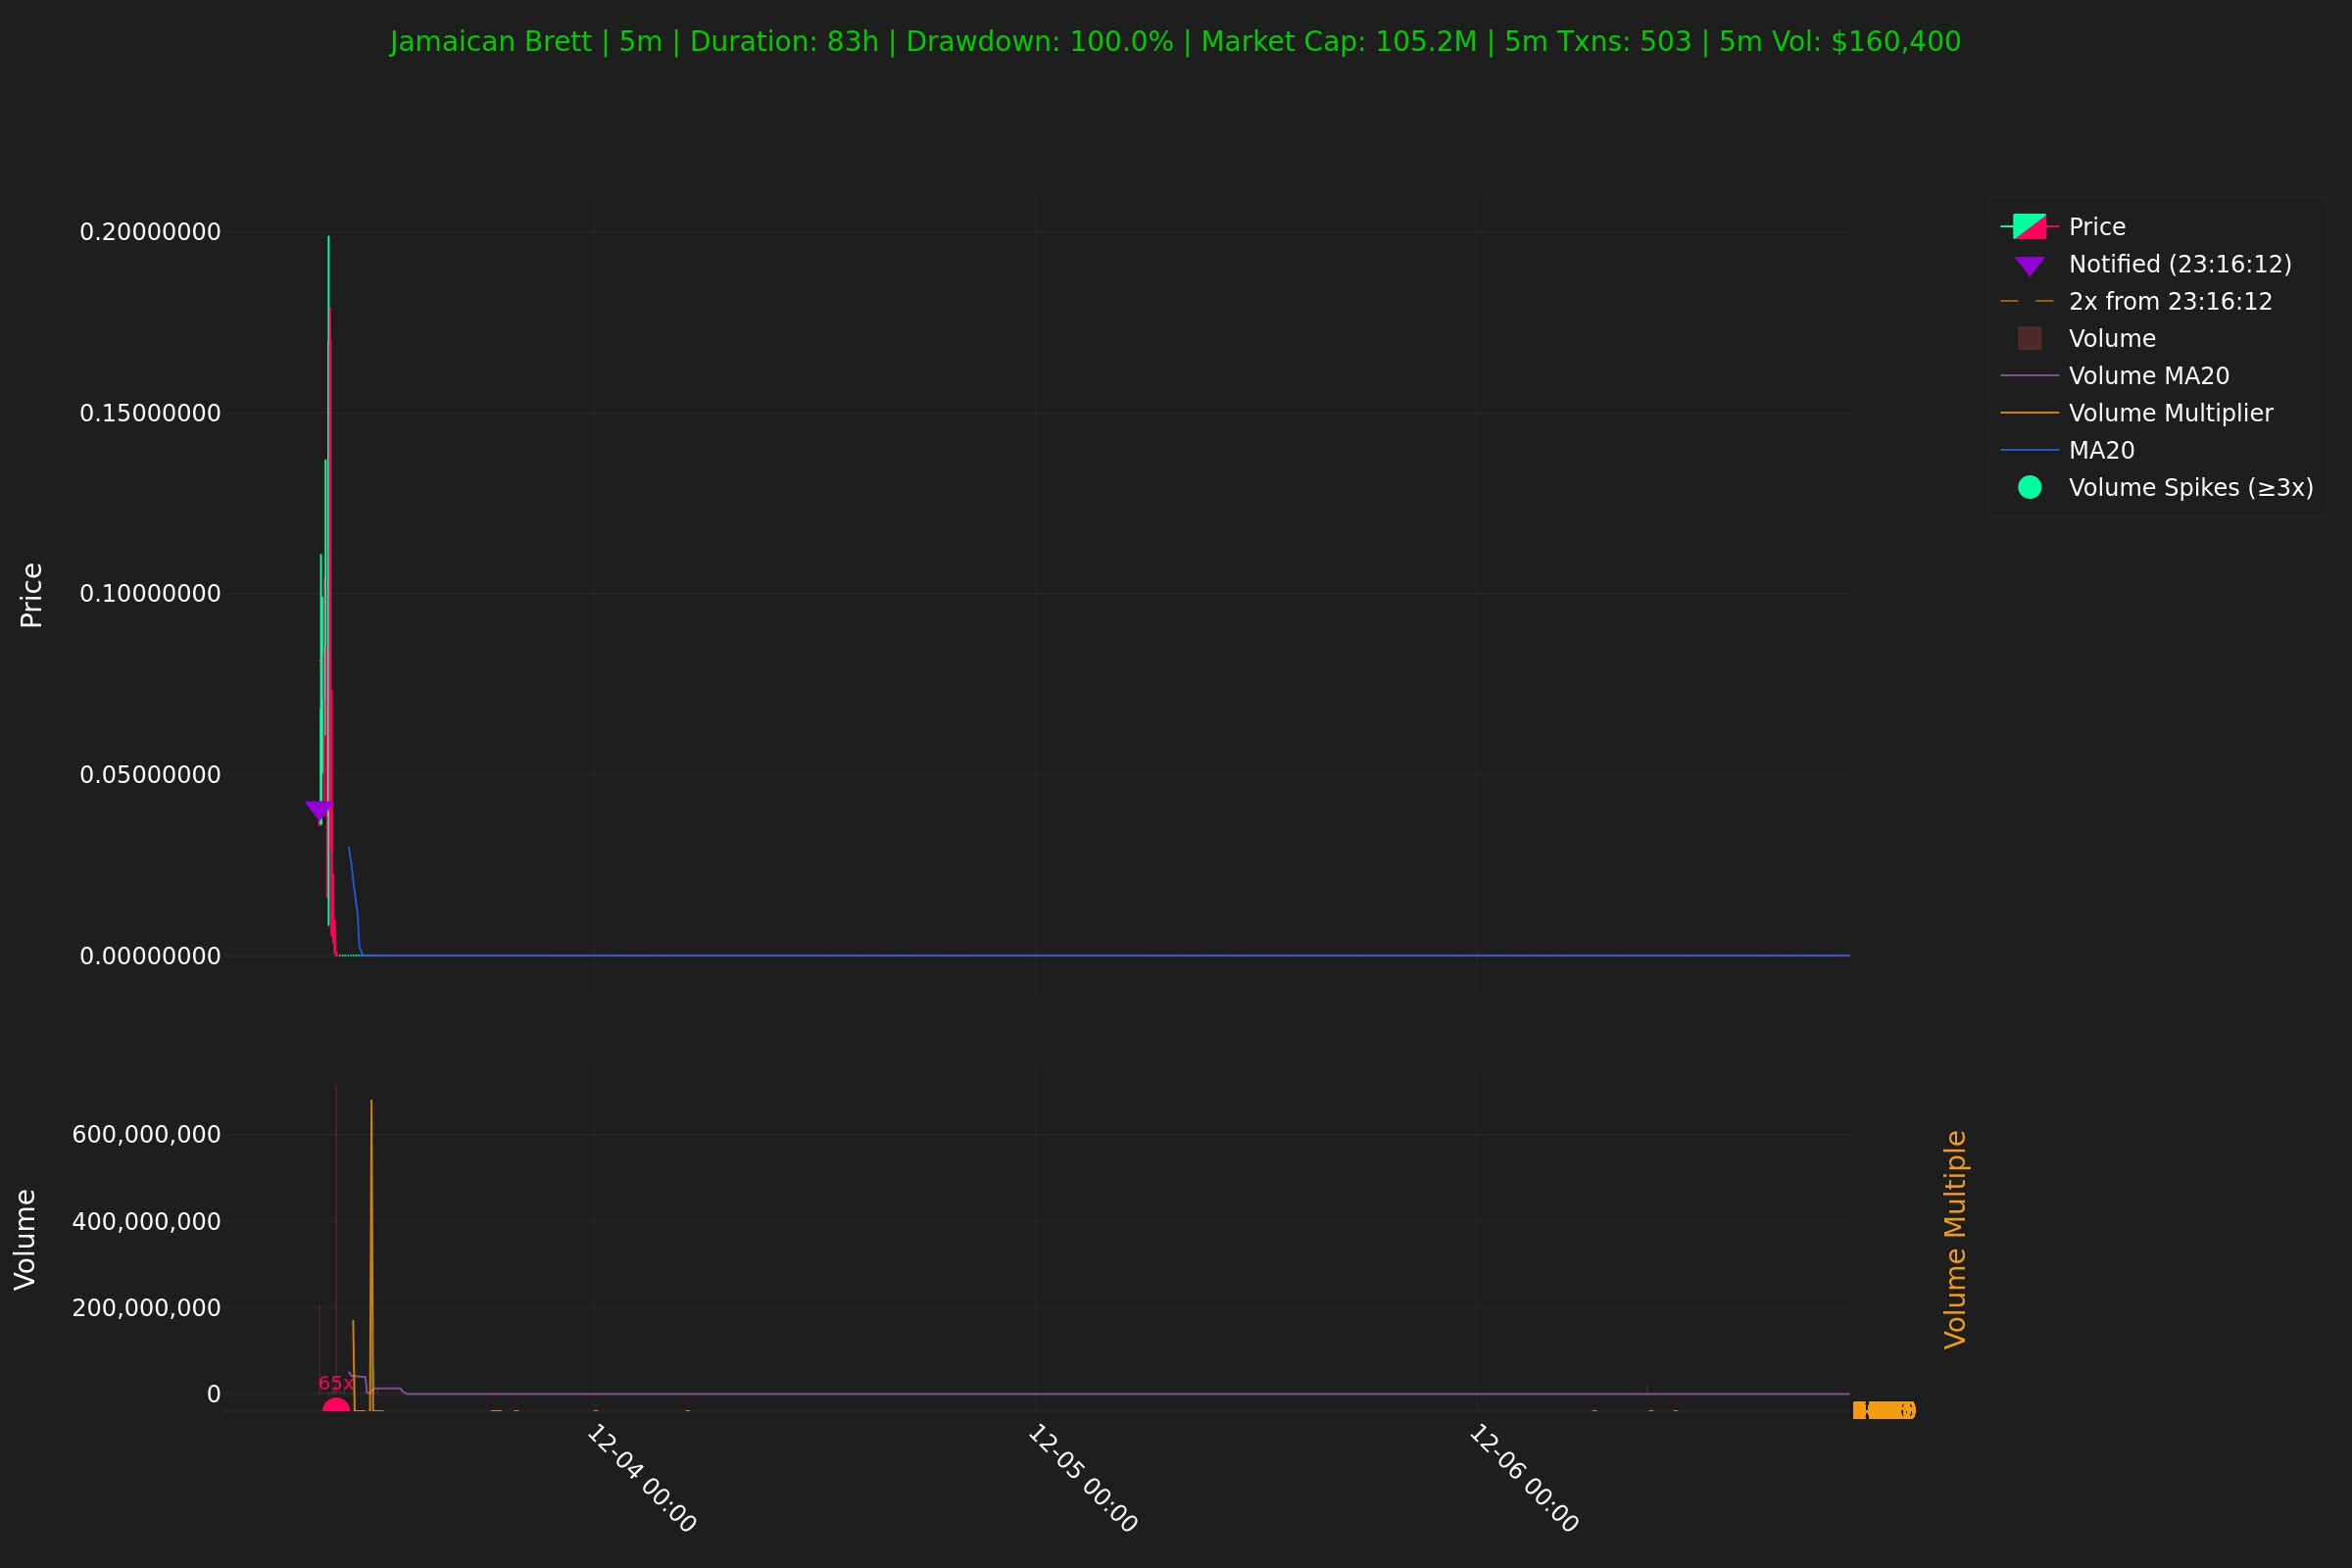 Jamaican Brett | 5m | Duration: 83h | Drawdown: 100.0% | Market Cap: 105.2M | 5m Txns: 503 | 5m Vol: $160,400
Price
0.20000000
0.15000000
0.10000000
0.05000000
0.00000000
Price
Notified (23:16:12)
2x from 23:16:12
Volume
Volume MA20
Volume Multiplier
MA20
Volume Spikes (≥3x)
Volume
600,000,000
400,000,000
200,000,000
0
65x
Volume Multiple
12-04 00:00
12-05 00:00
12-06 00:00